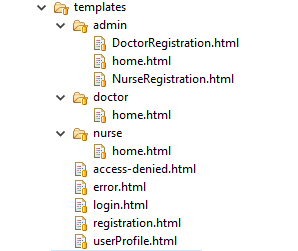 templates
admin
DoctorRegistration.html
home.html
NurseRegistration.html
doctor
home.html
nurse
home.html
access-denied.html
error.html
login.html
registration.html
userProfile.html